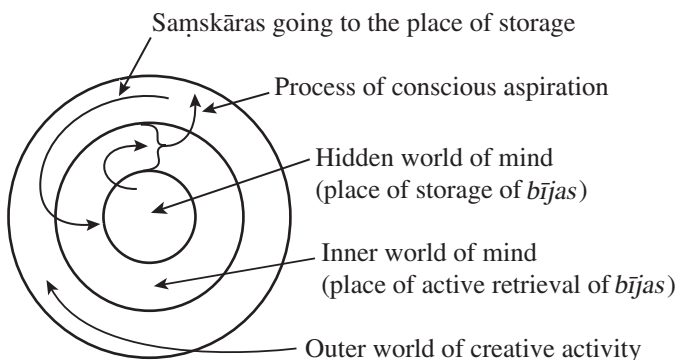 Saṃskāras going to the place of storage
Process of conscious aspiration
Hidden world of mind
(place of storage of bījas)
Inner world of mind
(place of active retrieval of bījas)
Outer world of creative activity